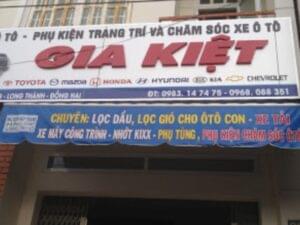 Ô TÔ - PHỤ KIỆN TRANG TRÍ VÀ CHĂM SÓC XE Ô TÔ
GIA KIỆT
TOYOTA mazda HONDA HYUNDAI KIA CHEVROLET
- LONG THÀNH - ĐỒNG NAI ĐT: 0983. 14 74 75 - 0968. 088 351
CHUYÊN: LỌC DẦU, LỌC GIÓ CHO ÔTÔ CON - XE TẢI
XE MÁY CÔNG TRÌNH - NHỚT KIXX - PHỤ TÙNG, PHỤ KIỆN CHĂM SÓC